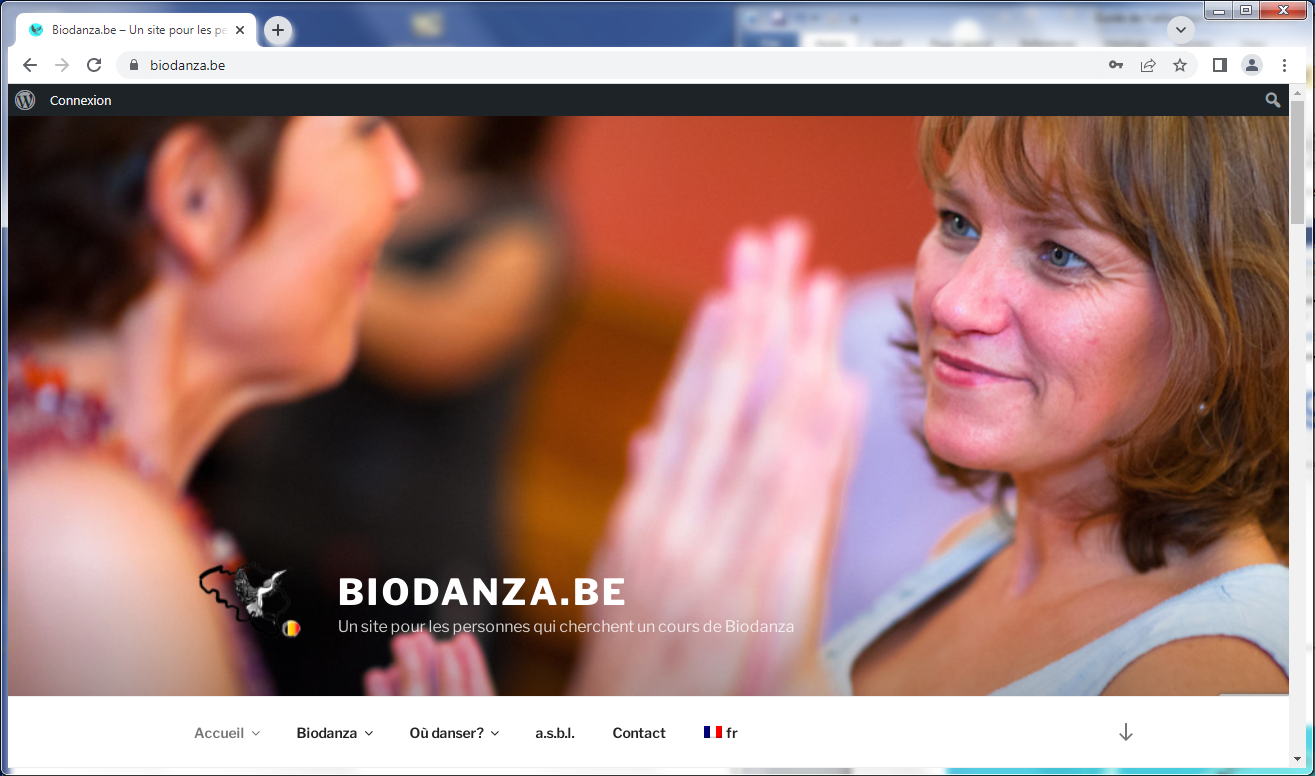 Biodanza.be – Un site pour les pe
biodanza.be
Connexion
BIODANZA.BE
Un site pour les personnes qui cherchent un cours de Biodanza
Accueil Biodanza Où danser? a.s.b.l. Contact fr